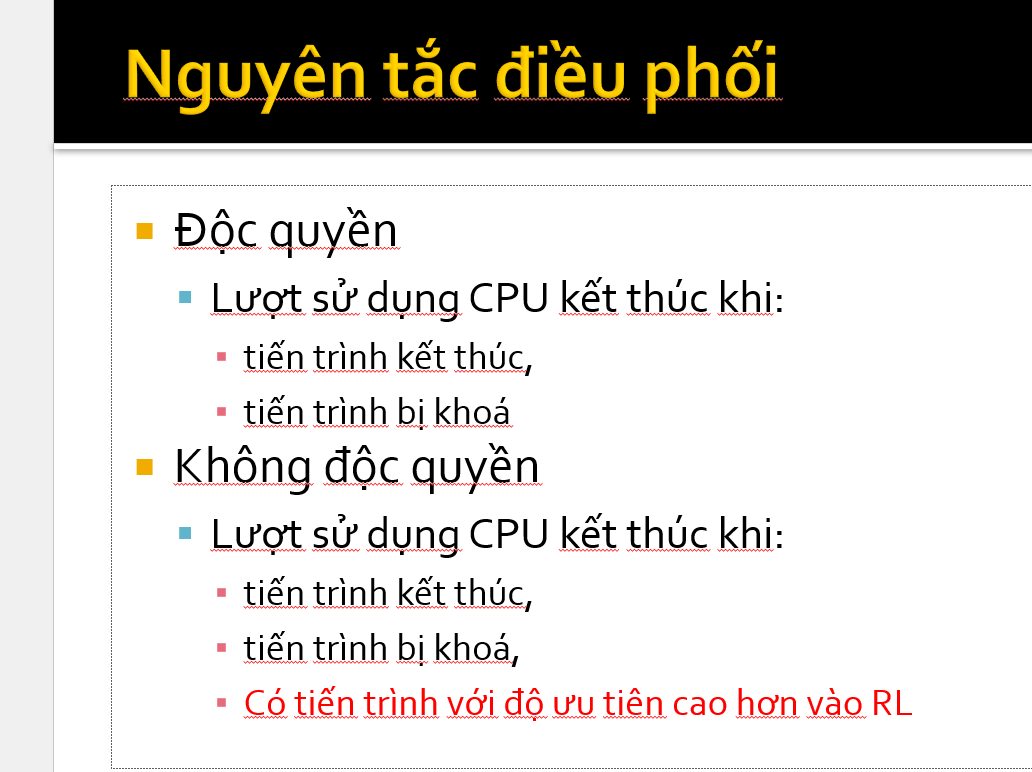 Nguyên tắc điều phối
Độc quyền
Lượt sử dụng CPU kết thúc khi:
tiến trình kết thúc,
tiến trình bị khoá
Không độc quyền
Lượt sử dụng CPU kết thúc khi:
tiến trình kết thúc,
tiến trình bị khoá,
Có tiến trình với độ ưu tiên cao hơn vào RL